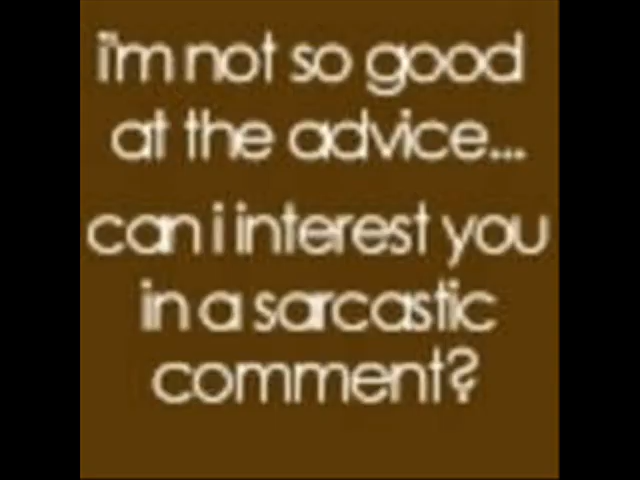 i'm not so good
at the advice...
can i interest you
in a sarcastic
comment?